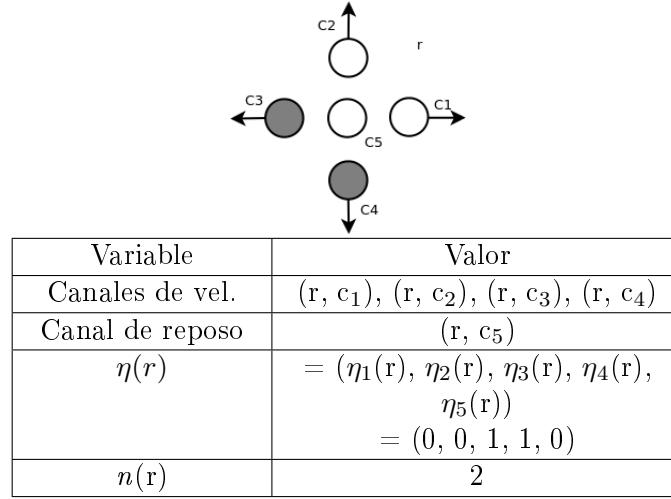 C2
r
C3
C1
C5
C4
Variable Valor
Canales de vel. (r, c₁), (r, c₂), (r, c₃), (r, c₄)
Canal de reposo (r, c₅)
η(r) = (η₁(r), η₂(r), η₃(r), η₄(r),
η₅(r))
= (0, 0, 1, 1, 0)
n(r) 2